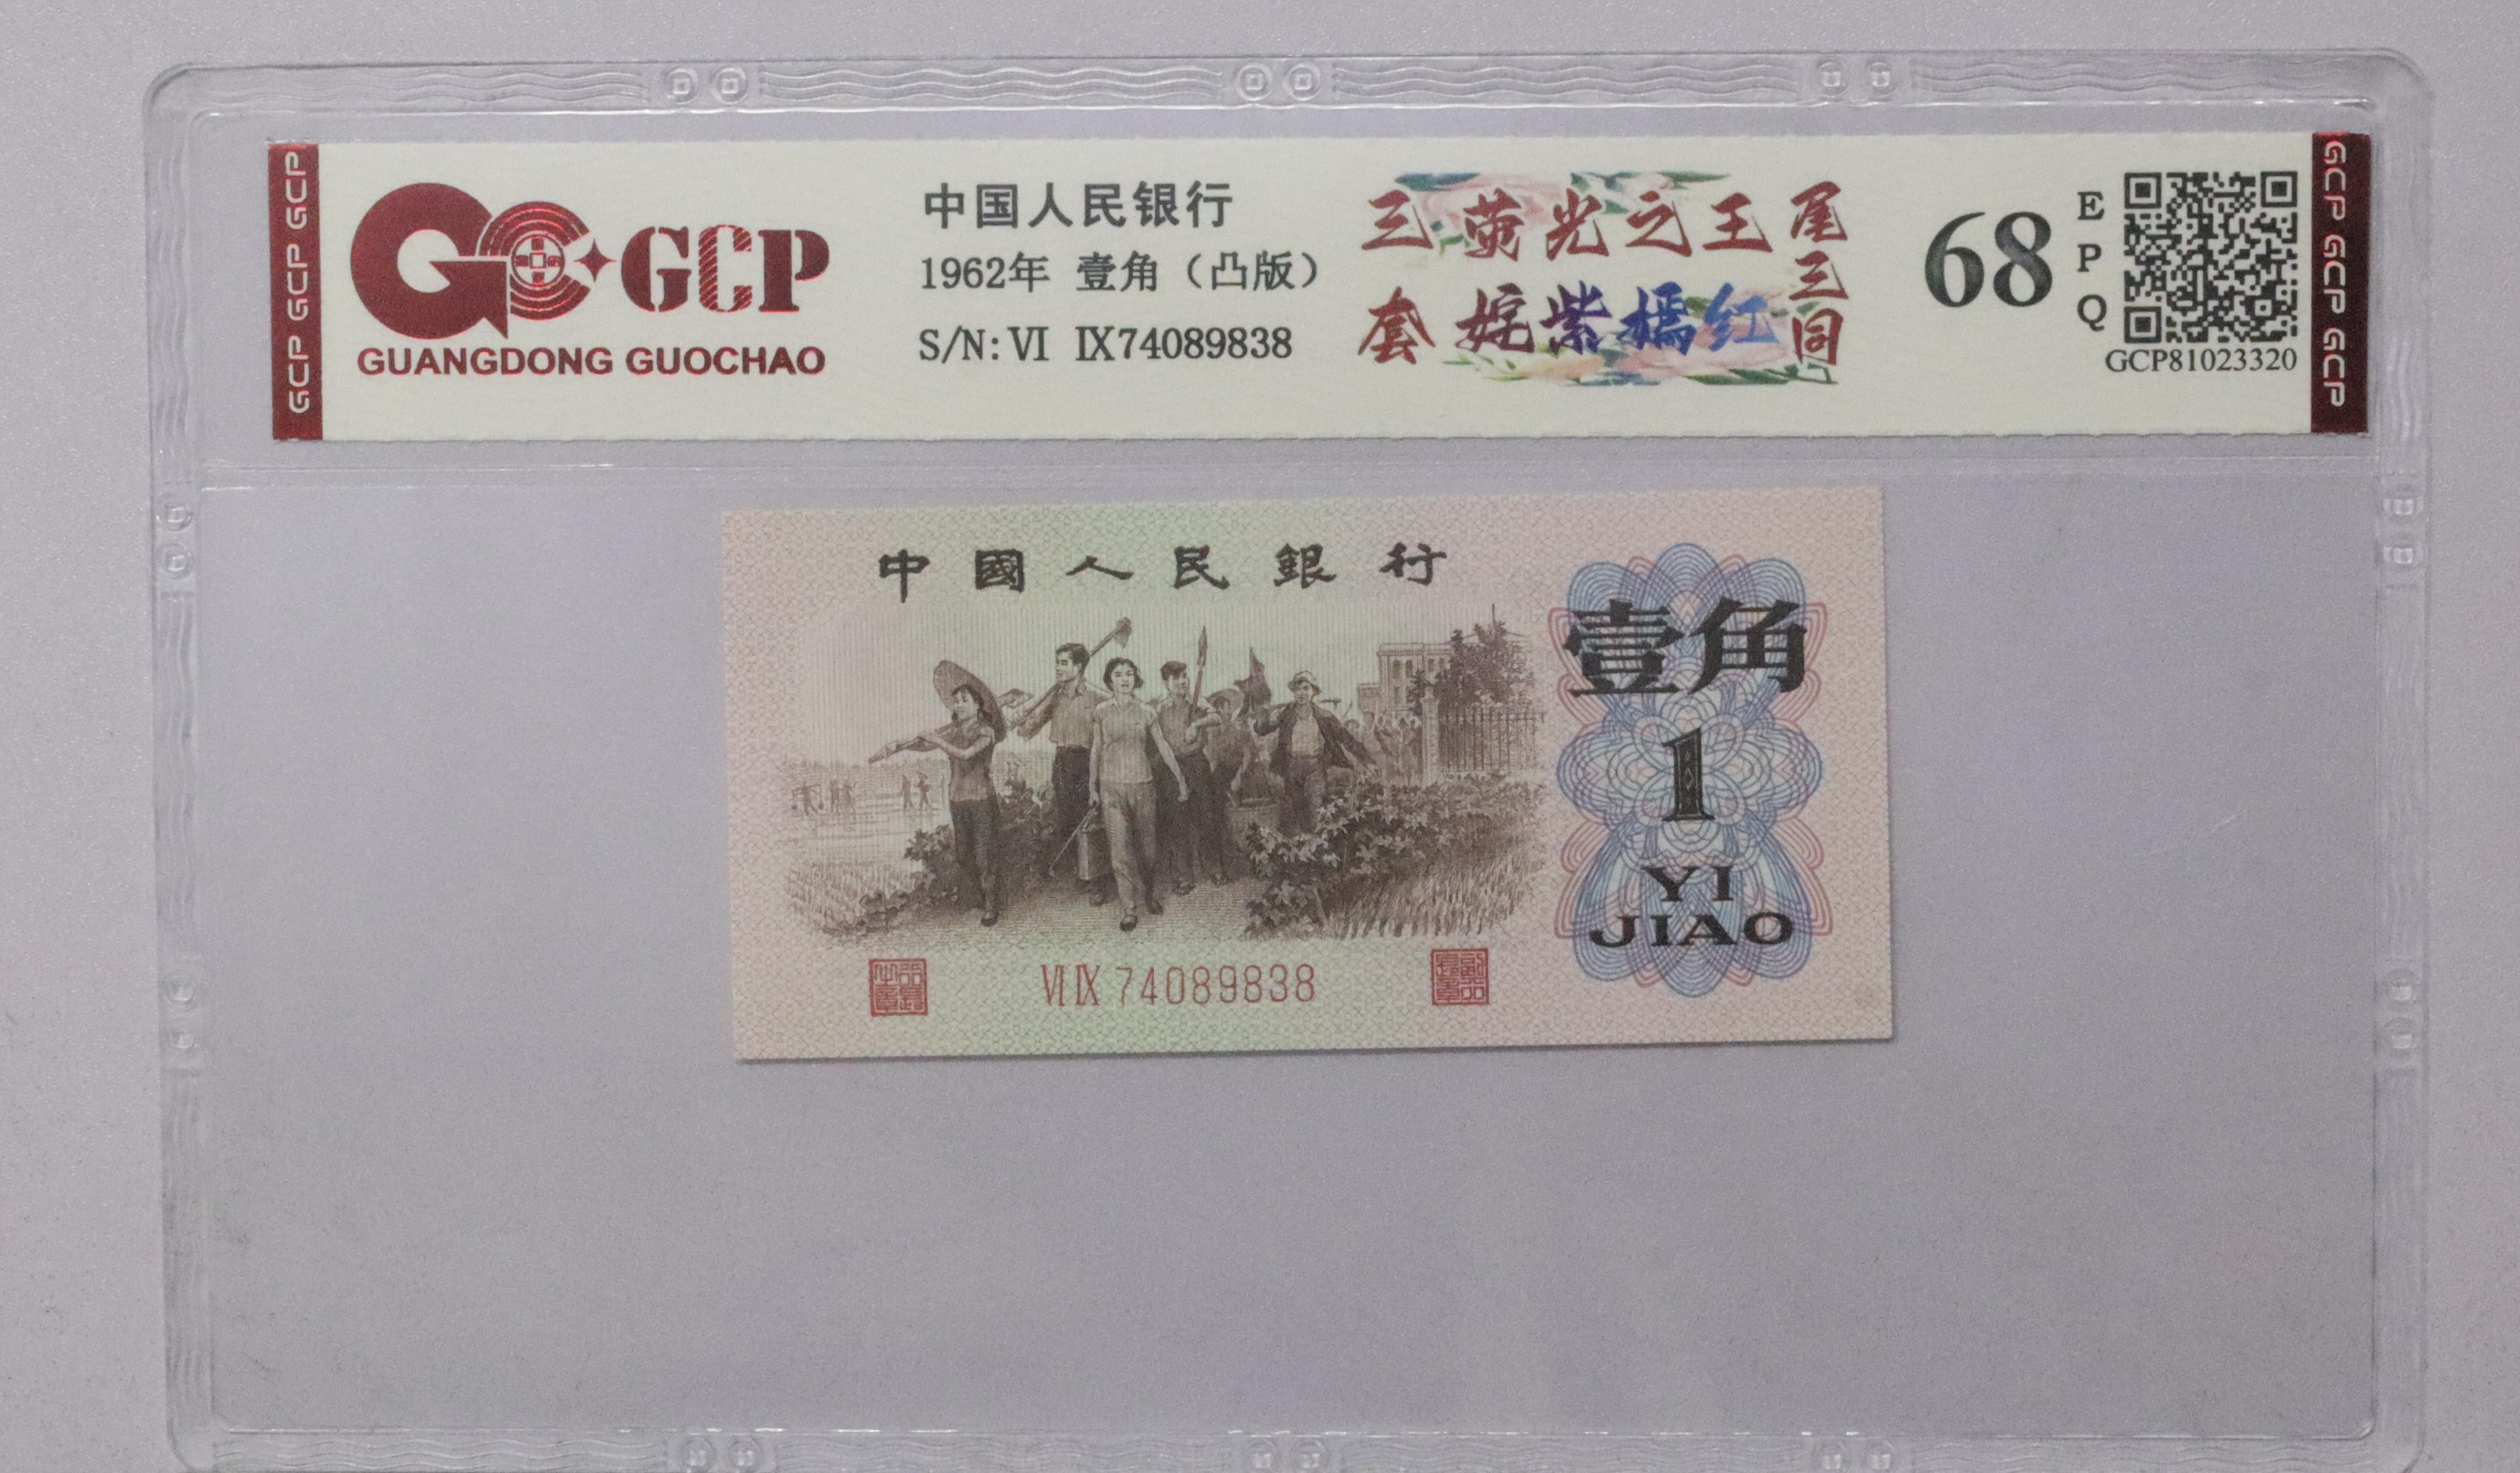 GCP GCP GCP
GCP
GUANGDONG GUOCHAO
中国人民银行
1962年 壹角（凸版）
S/N: VI IX74089838
三套
荧光之王
姹紫嫣红
尾三同
68
EPQ
GCP81023320
GCP GCP GCP
中國人民銀行
壹角
1
YI
JIAO
VI IX 74089838